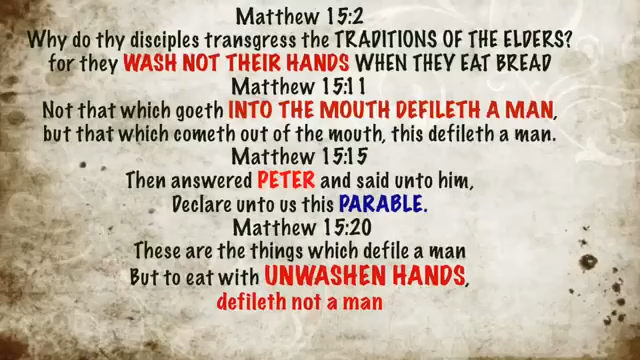 Matthew 15:2
Why do thy disciples transgress the TRADITIONS OF THE ELDERS?
for they WASH NOT THEIR HANDS WHEN THEY EAT BREAD
Matthew 15:11
Not that which goeth INTO THE MOUTH DEFILETH A MAN,
but that which cometh out of the mouth, this defileth a man.
Matthew 15:15
Then answered PETER and said unto him,
Declare unto us this PARABLE.
Matthew 15:20
These are the things which defile a man
But to eat with UNWASHEN HANDS,
defileth not a man